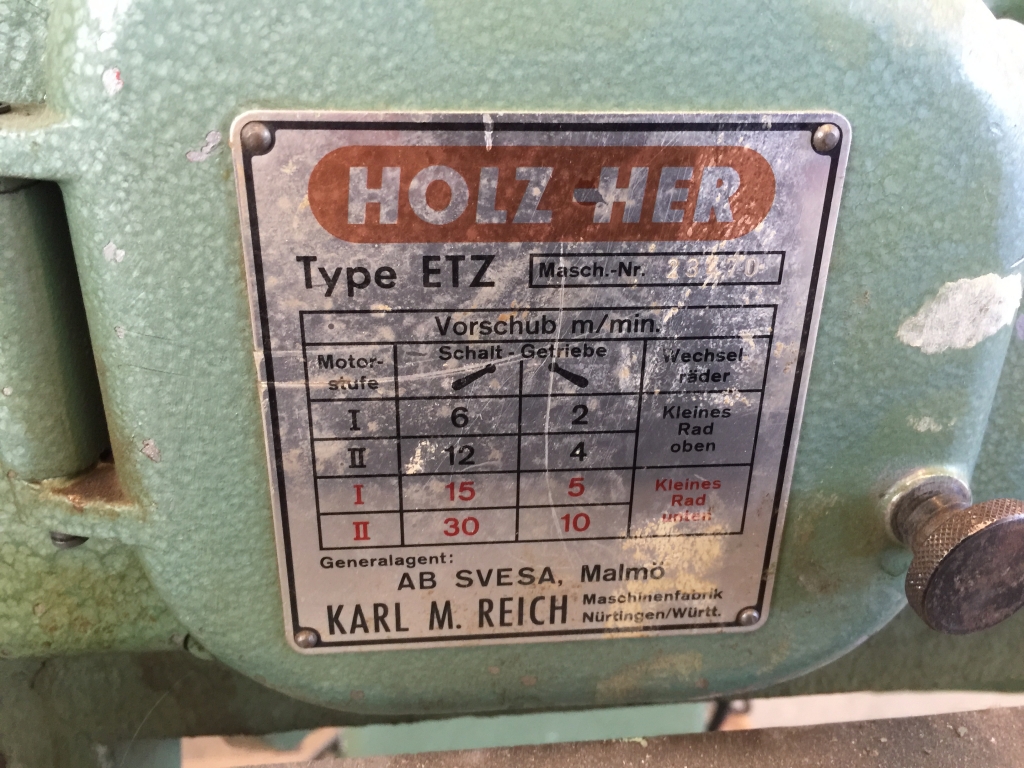 HOLZ-HER
Type ETZ Masch.-Nr.
Vorschub m/min.
Motor-stufe Schalt-Getriebe Wechsel räder
I 6 2 Kleines Rad oben
II 12 4
I 15 5 Kleines Rad unten
II 30 10
Generalagent:
AB SVESA, Malmö
KARL M. REICH Maschinenfabrik Nürtingen/Württ.